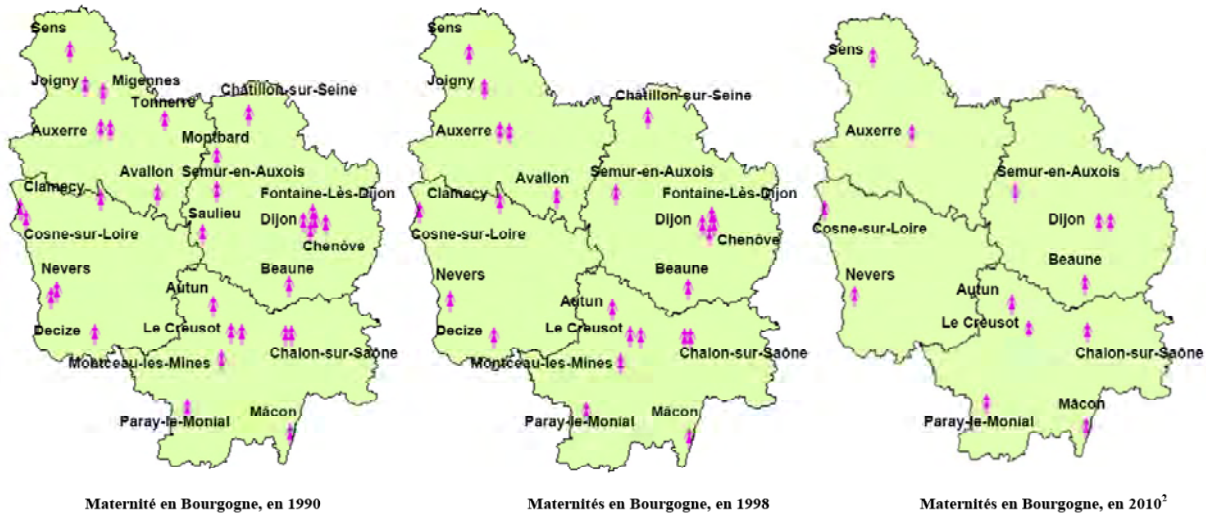 Sens
Joigny
Migennes
Tonnerre
Châtillon-sur-Seine
Auxerre
Montbard
Avallon
Semur-en-Auxois
Clamecy
Fontaine-Lès-Dijon
Saulieu
Dijon
Cosne-sur-Loire
Chenôve
Nevers
Beaune
Autun
Decize
Le Creusot
Chalon-sur-Saône
Montceau-les-Mines
Paray-le-Monial
Mâcon
Maternité en Bourgogne, en 1990
Sens
Joigny
Châtillon-sur-Seine
Auxerre
Avallon
Semur-en-Auxois
Clamecy
Fontaine-Lès-Dijon
Dijon
Cosne-sur-Loire
Chenôve
Nevers
Beaune
Autun
Decize
Le Creusot
Chalon-sur-Saône
Montceau-les-Mines
Paray-le-Monial
Mâcon
Maternités en Bourgogne, en 1998
Sens
Auxerre
Semur-en-Auxois
Dijon
Cosne-sur-Loire
Nevers
Beaune
Autun
Le Creusot
Chalon-sur-Saône
Paray-le-Monial
Mâcon
Maternités en Bourgogne, en 2010²